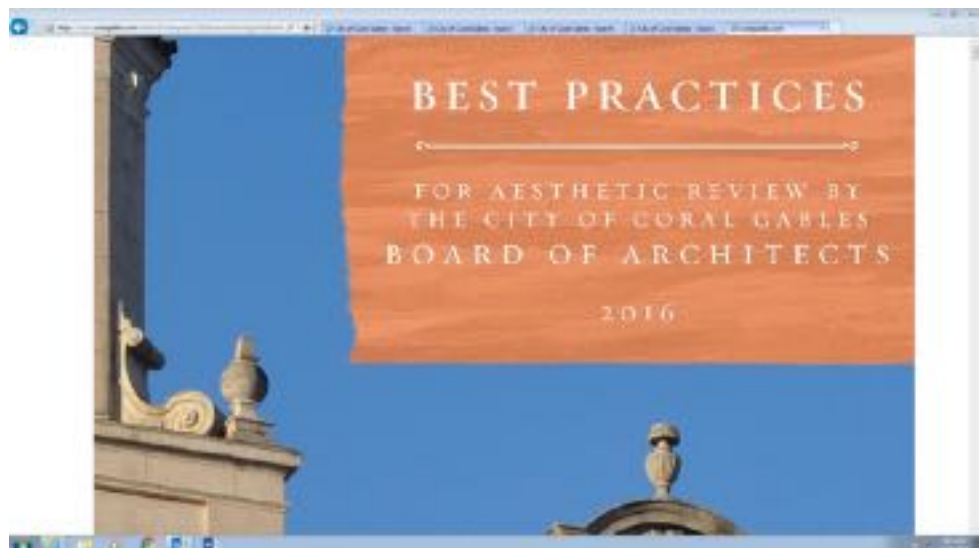 BEST PRACTICES
FOR AESTHETIC REVIEW BY
THE CITY OF CORAL GABLES
BOARD OF ARCHITECTS
2016